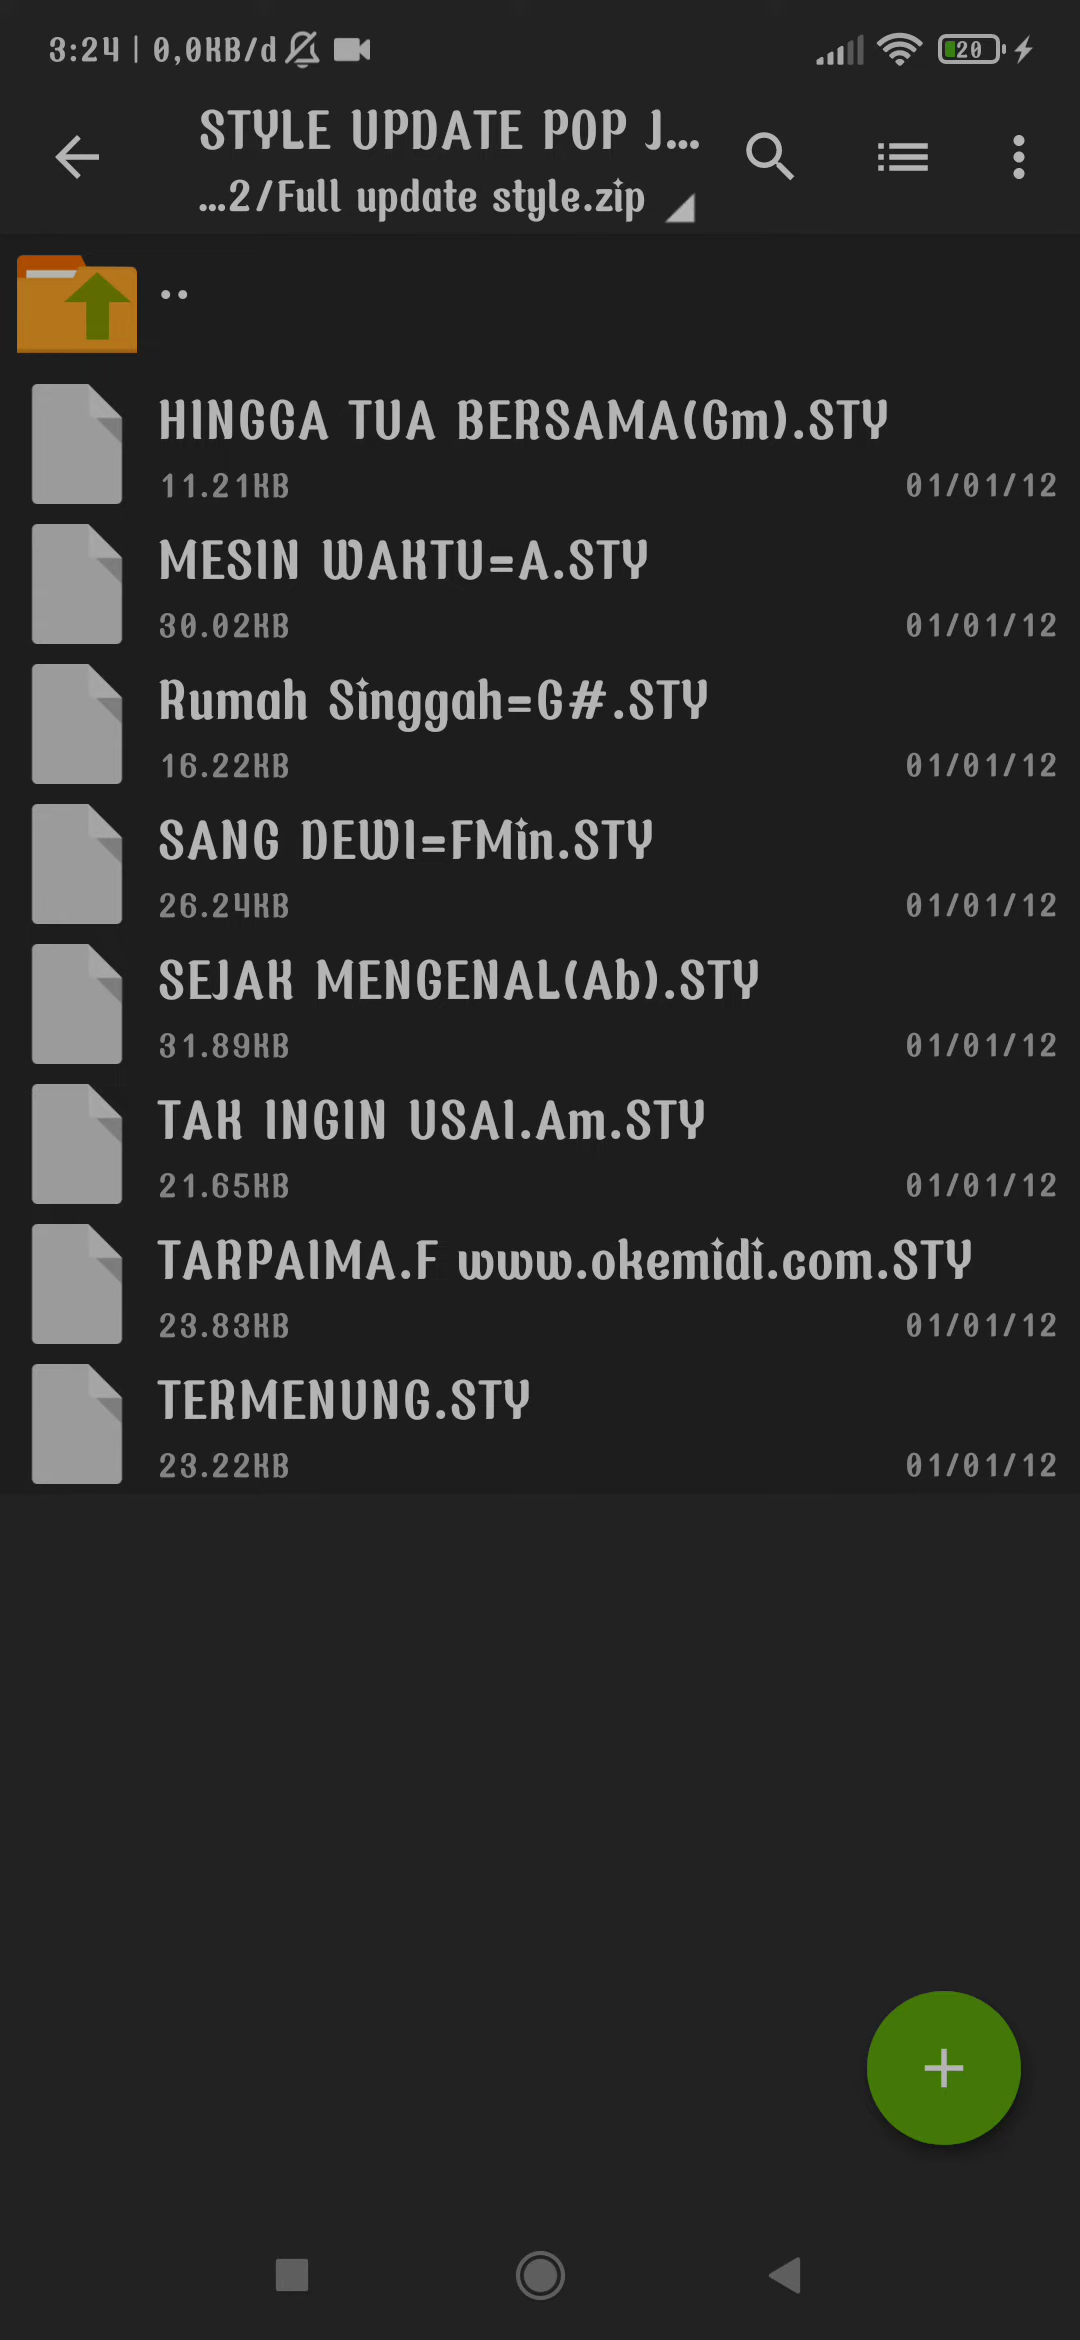 3:24 | 0,0KB/d 20
STYLE UPDATE POP J...
...2/Full update style.zip
..
HINGGA TUA BERSAMA(Gm).STY
11.21KB 01/01/12
MESIN WAKTU=A.STY
30.02KB 01/01/12
Rumah Singgah=G#.STY
16.22KB 01/01/12
SANG DEWI=FMin.STY
26.24KB 01/01/12
SEJAK MENGENAL(Ab).STY
31.89KB 01/01/12
TAK INGIN USAI.Am.STY
21.65KB 01/01/12
TARPAIMA.F www.okemidi.com.STY
23.83KB 01/01/12
TERMENUNG.STY
23.22KB 01/01/12